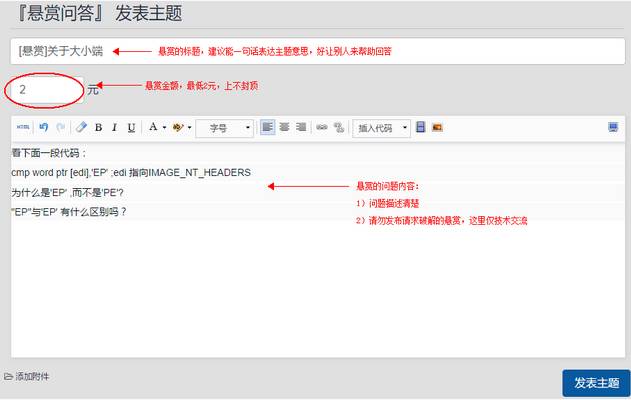 『悬赏问答』 发表主题
[悬赏]关于大小端
悬赏的标题，建议能一句话表达主题意思，好让别人来帮助回答
2 元
悬赏金额，最低2元，上不封顶
HTML B I U A ab 字号 插入代码
看下面一段代码：
cmp word ptr [edi],'EP' ;edi 指向IMAGE_NT_HEADERS
为什么是'EP' ,而不是'PE'?
"EP"与'EP' 有什么区别吗？
悬赏的问题内容：
1）问题描述清楚
2）请勿发布请求破解的悬赏，这里仅技术交流
添加附件
发表主题